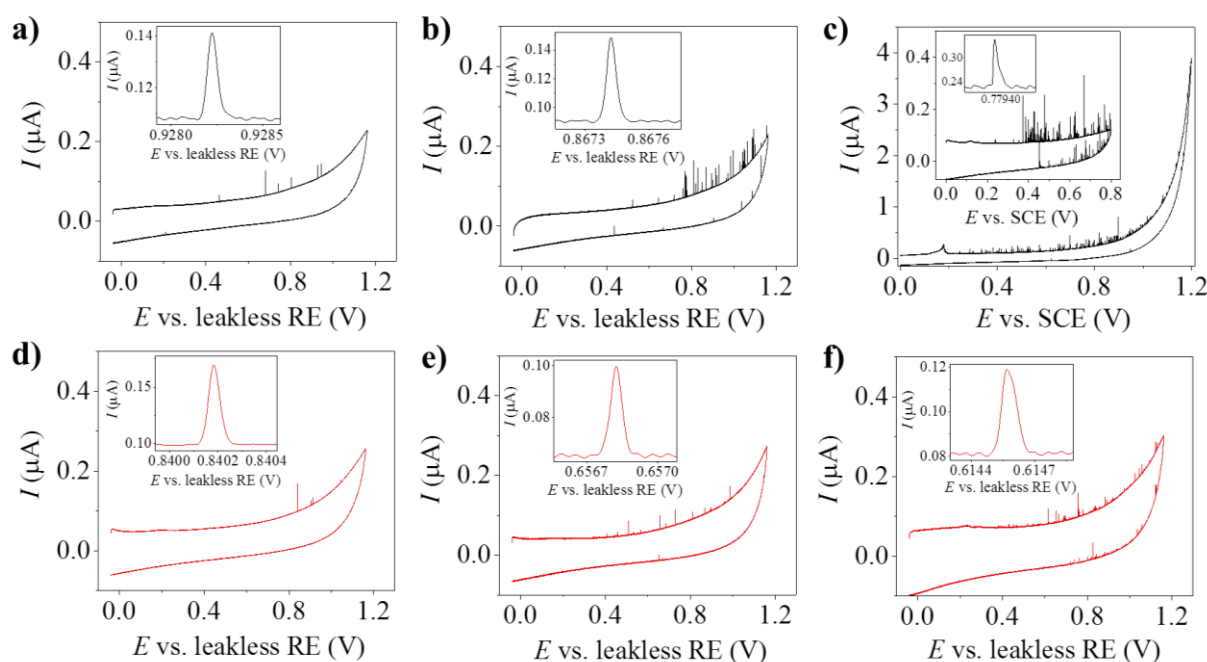 a)
I (μA)
0.4
0.2
0.0
0.0 0.4 0.8 1.2
E vs. leakless RE (V)
I (μA)
0.14
0.12
0.9280 0.9285
E vs. leakless RE (V)
b)
I (μA)
0.4
0.2
0.0
0.0 0.4 0.8 1.2
E vs. leakless RE (V)
I (μA)
0.14
0.12
0.10
0.8673 0.8676
E vs. leakless RE (V)
c)
I (μA)
4
3
2
1
0
0.0 0.4 0.8 1.2
E vs. SCE (V)
I (μA)
0.2
0.1
0.0
0.0 0.2 0.4 0.6 0.8
E vs. SCE (V)
0.30
0.24
0.77940
d)
I (μA)
0.4
0.2
0.0
0.0 0.4 0.8 1.2
E vs. leakless RE (V)
I (μA)
0.15
0.10
0.8400 0.8402 0.8404
E vs. leakless RE (V)
e)
I (μA)
0.4
0.2
0.0
0.0 0.4 0.8 1.2
E vs. leakless RE (V)
I (μA)
0.10
0.08
0.6567 0.6570
E vs. leakless RE (V)
f)
I (μA)
0.4
0.2
0.0
0.0 0.4 0.8 1.2
E vs. leakless RE (V)
I (μA)
0.12
0.10
0.08
0.6144 0.6147
E vs. leakless RE (V)